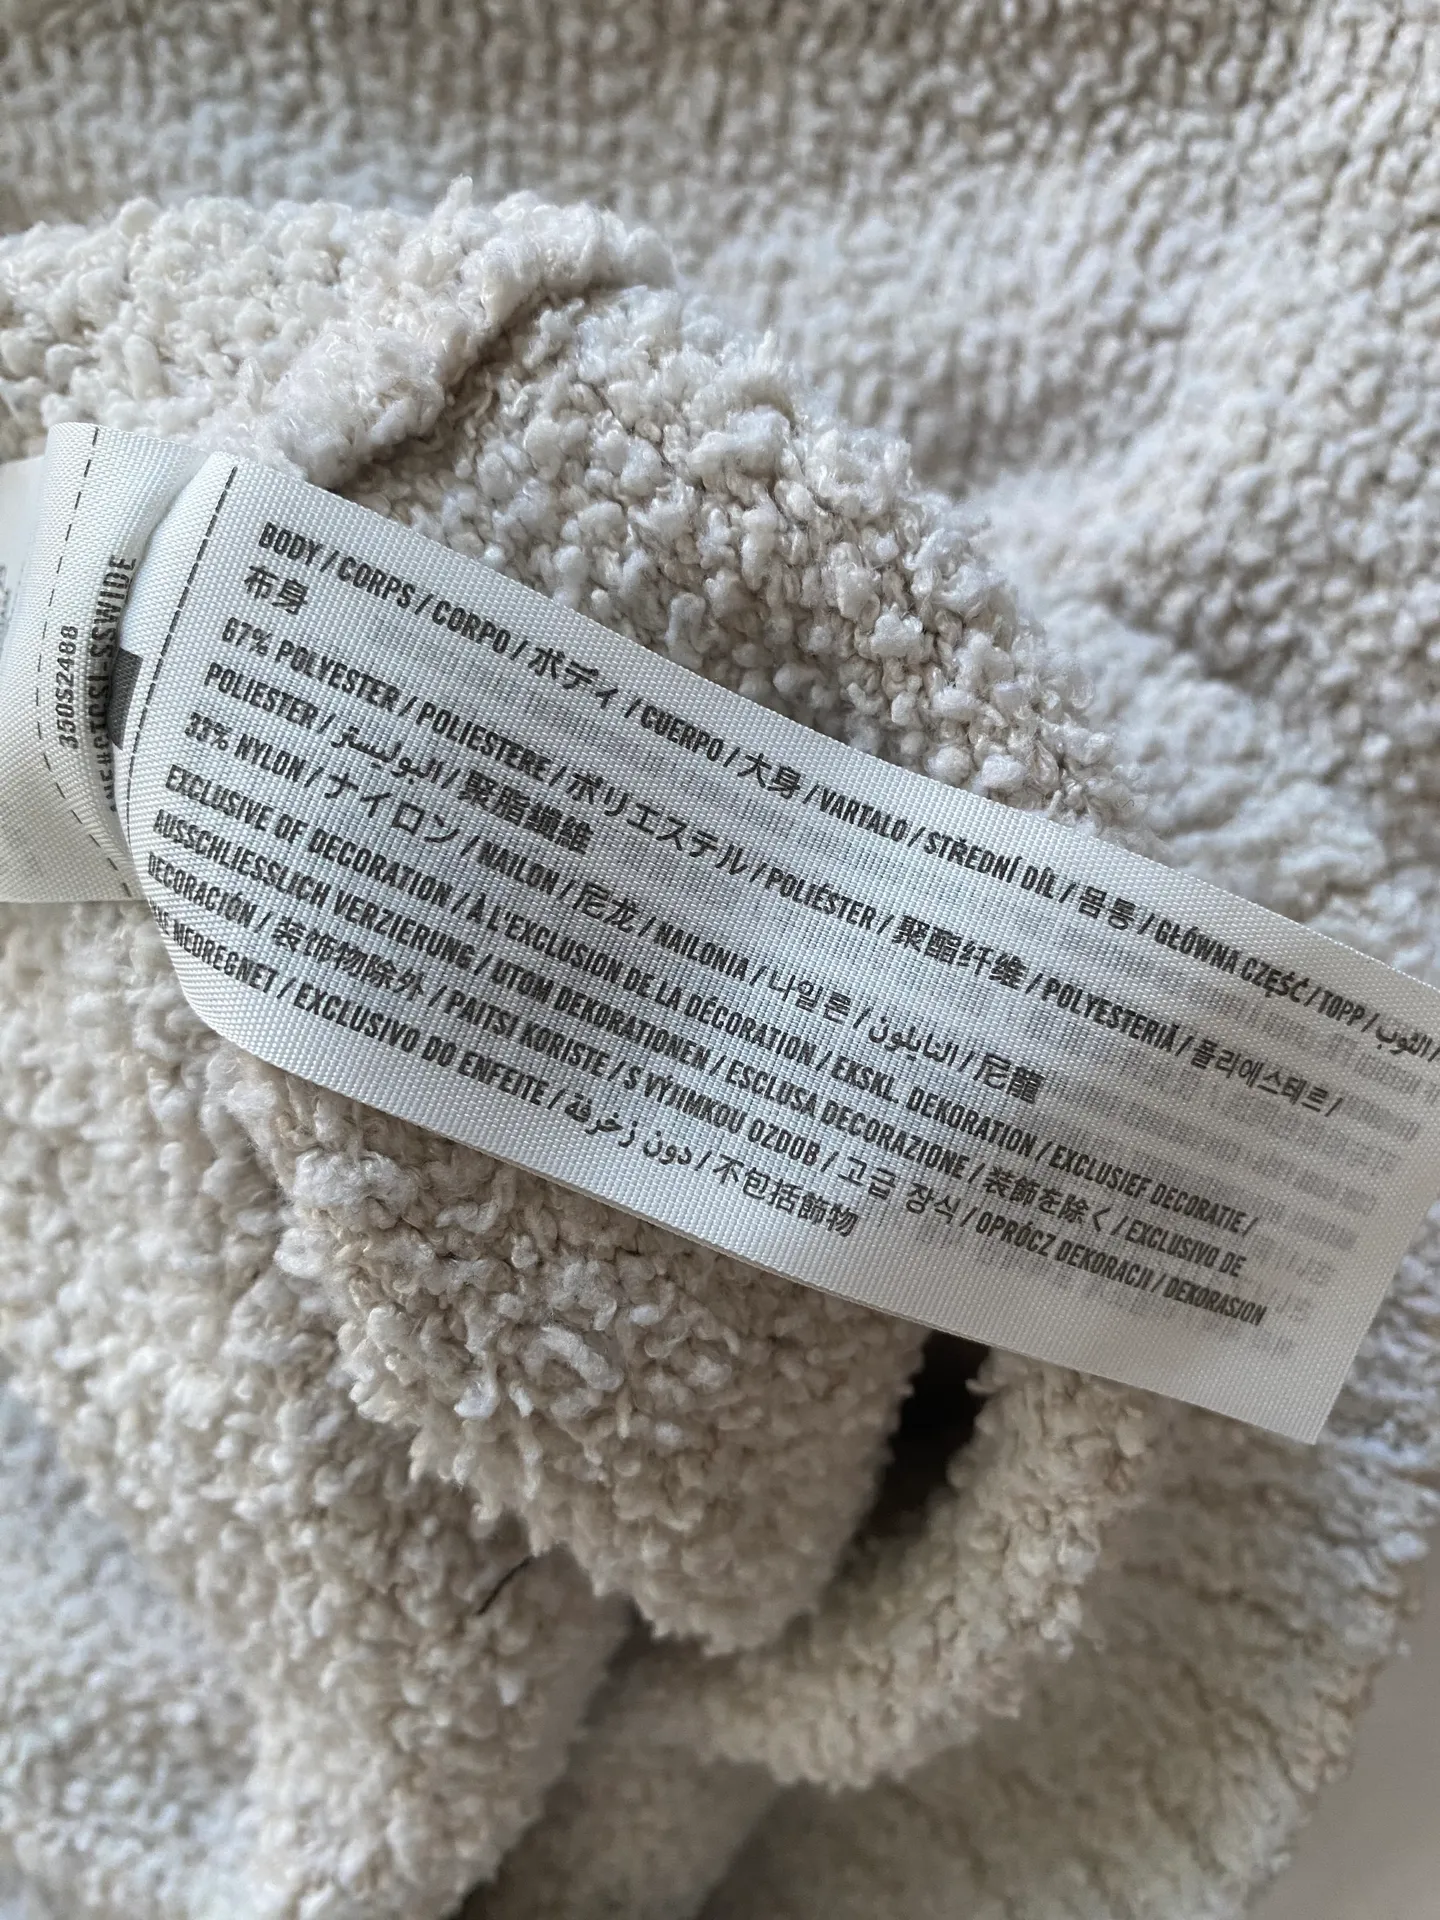 BODY / CORPS / CORPO / ボディ / CUERPO / 大身 / VARTALO / STŘEDNÍ DÍL / 몸통 / GŁÓWNA CZĘŚĆ / TOPP / الثوب /
布身
67% POLYESTER / POLIESTERE / ポリエステル / POLIÉSTER / 聚酯纤维 / POLYESTERIÄ / 폴리에스테르 /
POLIESTER / البوليستر / 聚脂纖維
33% NYLON / ナイロン / NAILON / 尼龙 / NAILONIA / 나일론 / النايلون / 尼龍
EXCLUSIVE OF DECORATION / À L'EXCLUSION DE LA DÉCORATION / EKSKL. DEKORATION / EXCLUSIEF DECORATIE /
AUSSCHLIESSLICH VERZIERUNG / UTOM DEKORATIONEN / ESCLUSA DECORAZIONE / 装飾を除く / EXCLUSIVO DE
DECORACIÓN / 装饰物除外 / PAITSI KORISTE / S VÝJIMKOU OZDOB / 고급 장식 / OPRÓCZ DEKORACJI / DEKORASJON
MEDREGNET / EXCLUSIVO DO ENFEITE / دون زخرفة / 不包括飾物
350S2488